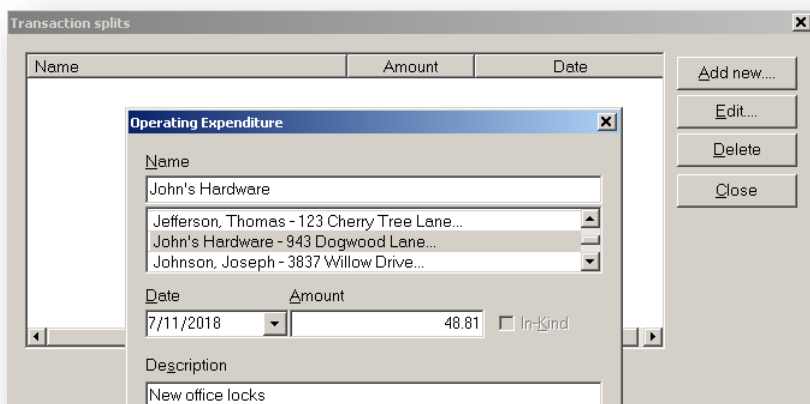 Transaction splits
Name Amount Date
Add new....
Edit....
Delete
Close
Operating Expenditure
Name
John's Hardware
Jefferson, Thomas - 123 Cherry Tree Lane...
John's Hardware - 943 Dogwood Lane...
Johnson, Joseph - 3837 Willow Drive...
Date Amount
7/11/2018 48.81 In-Kind
Description
New office locks